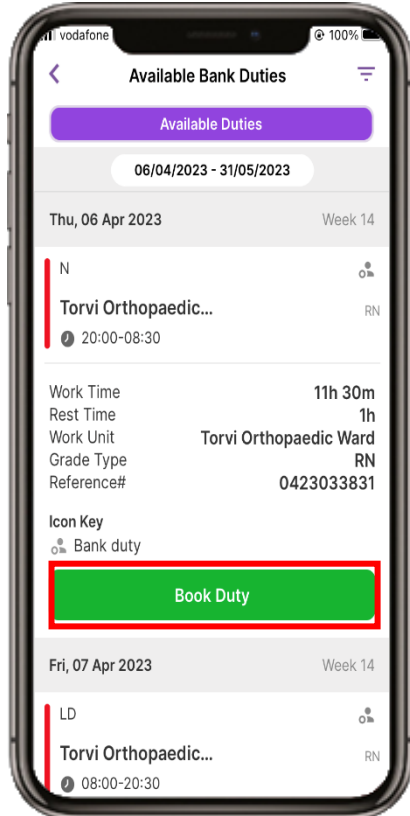 vodafone 100%
Available Bank Duties
Available Duties
06/04/2023 - 31/05/2023
Thu, 06 Apr 2023 Week 14
N
Torvi Orthopaedic... RN
20:00-08:30
Work Time 11h 30m
Rest Time 1h
Work Unit Torvi Orthopaedic Ward
Grade Type RN
Reference# 0423033831
Icon Key
Bank duty
Book Duty
Fri, 07 Apr 2023 Week 14
LD
Torvi Orthopaedic... RN
08:00-20:30